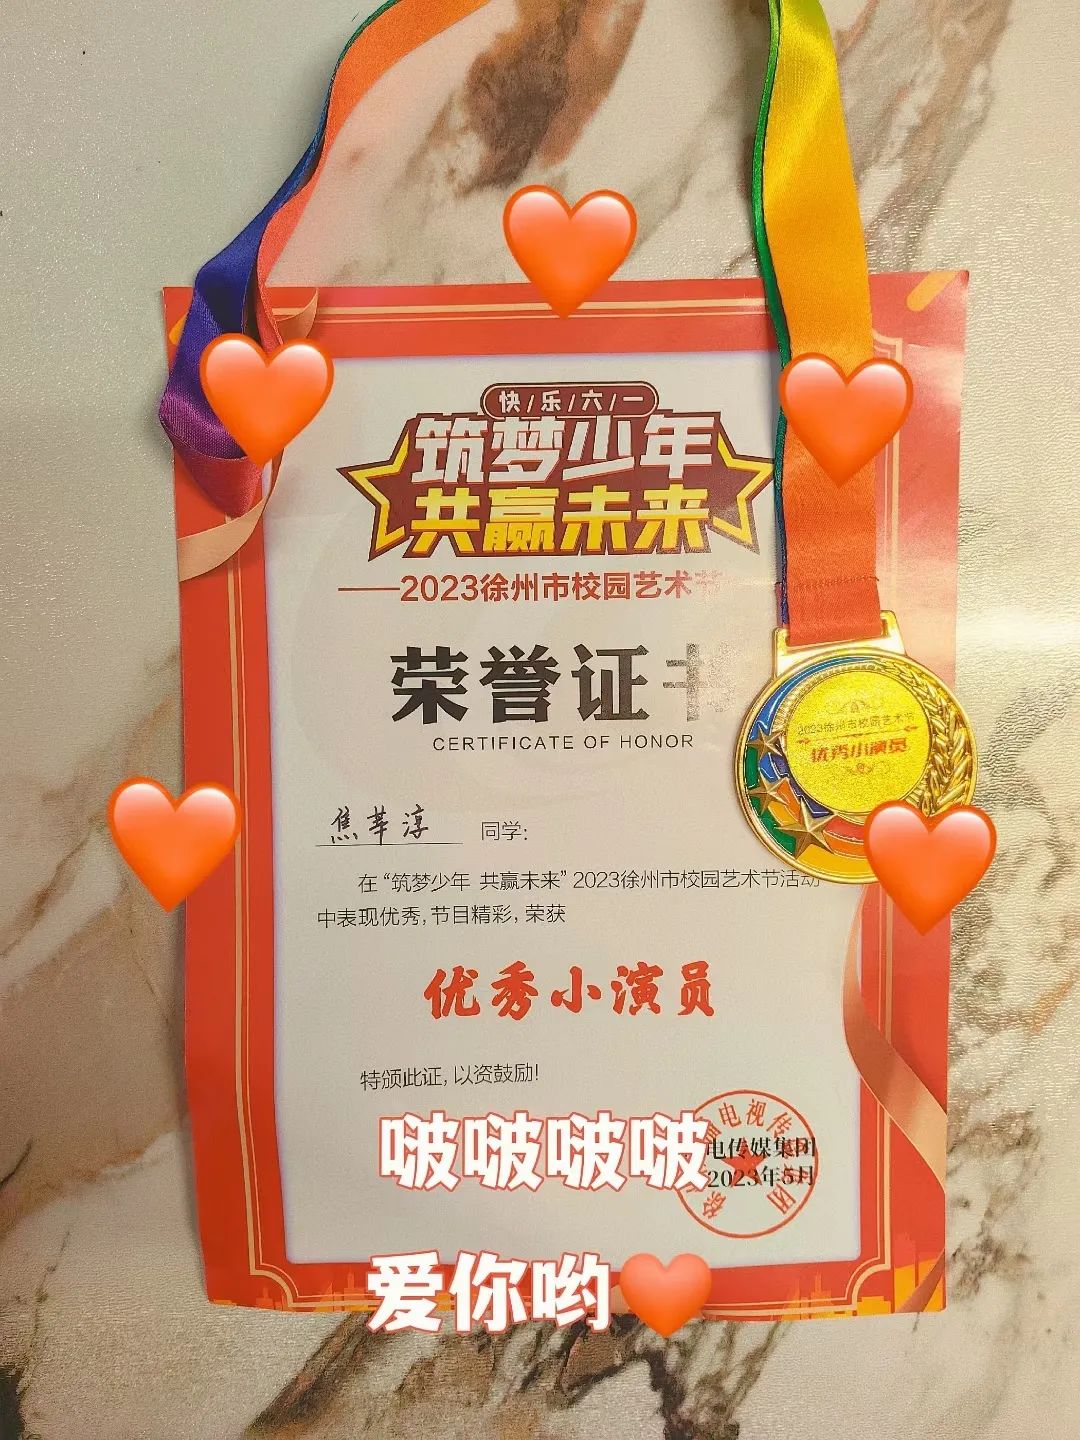 快/乐/六/一
筑梦少年
共赢未来
——2023徐州市校园艺术节
荣誉证书
CERTIFICATE OF HONOR
2023徐州市校园艺术节
优秀小演员
焦莘淳 同学:
在“筑梦少年 共赢未来”2023徐州市校园艺术节活动
中表现优秀,节目精彩,荣获
优秀小演员
特颁此证,以资鼓励!
啵啵啵啵
电传媒集团
2023年5月
爱你哟